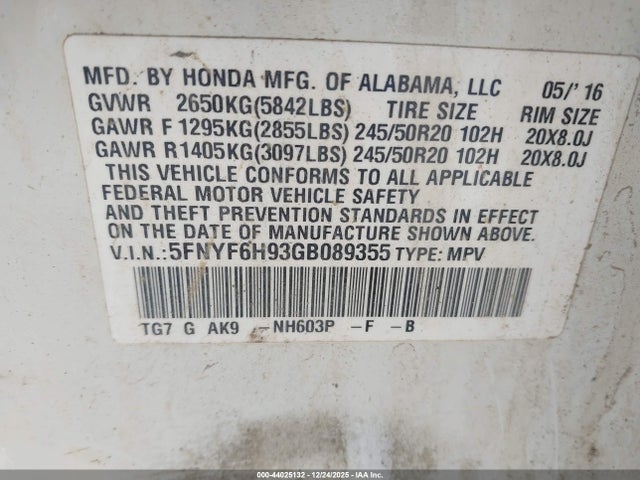 MFD. BY HONDA MFG. OF ALABAMA, LLC 05/'16
GVWR 2650KG(5842LBS) TIRE SIZE RIM SIZE
GAWR F 1295KG(2855LBS) 245/50R20 102H 20X8.0J
GAWR R1405KG(3097LBS) 245/50R20 102H 20X8.0J
THIS VEHICLE CONFORMS TO ALL APPLICABLE
FEDERAL MOTOR VEHICLE SAFETY
AND THEFT PREVENTION STANDARDS IN EFFECT
ON THE DATE OF MANUFACTURE SHOWN ABOVE.
V.I.N.:5FNYF6H93GB089355 TYPE: MPV
TG7 G AK9 -NH603P -F -B
000-44025132 - 12/24/2025 - IAAI.COM